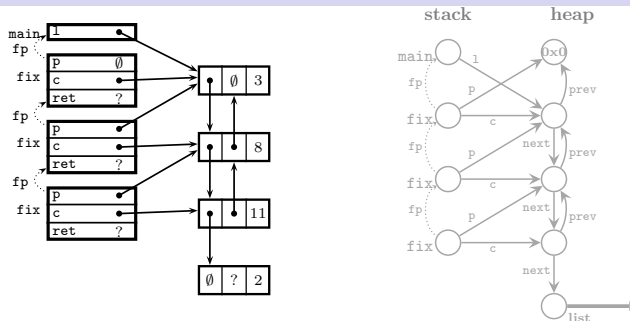 stack heap
main l
fp
p ∅
fix c
ret ?
fp
p
fix c
ret ?
fp
p
fix c
ret ?
∅ 3
8
11
∅ ? 2
main l 0x0
fp p prev
fix c
fp p next prev
fix c
fp p next prev
fix c
next
list